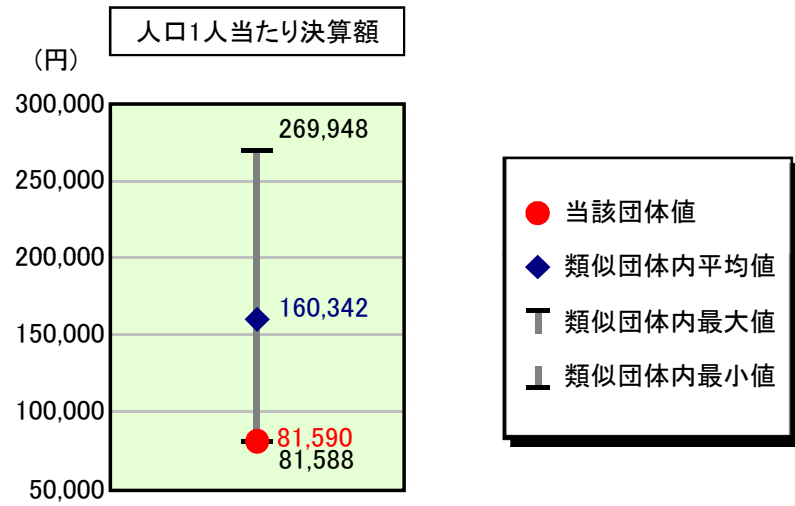 人口1人当たり決算額
（円）
300,000
269,948
250,000
200,000
160,342
150,000
100,000
81,590
81,588
50,000
当該団体値
類似団体内平均値
類似団体内最大値
類似団体内最小値